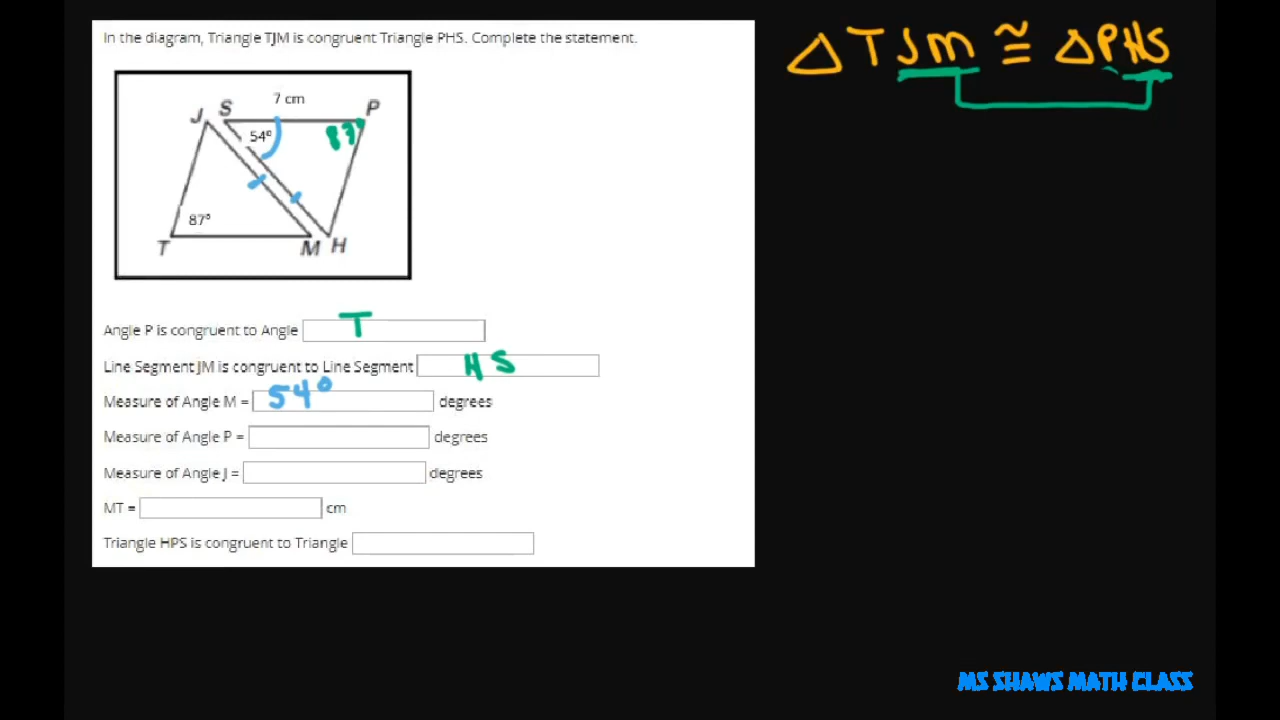 In the diagram, Triangle TJM is congruent Triangle PHS. Complete the statement.
△TJM ≅ △PHS
7 cm
J S P
54° 87°
87°
T M H
Angle P is congruent to Angle T
Line Segment JM is congruent to Line Segment HS
Measure of Angle M = 54° degrees
Measure of Angle P = degrees
Measure of Angle J = degrees
MT = cm
Triangle HPS is congruent to Triangle
MS SHAWS MATH CLASS